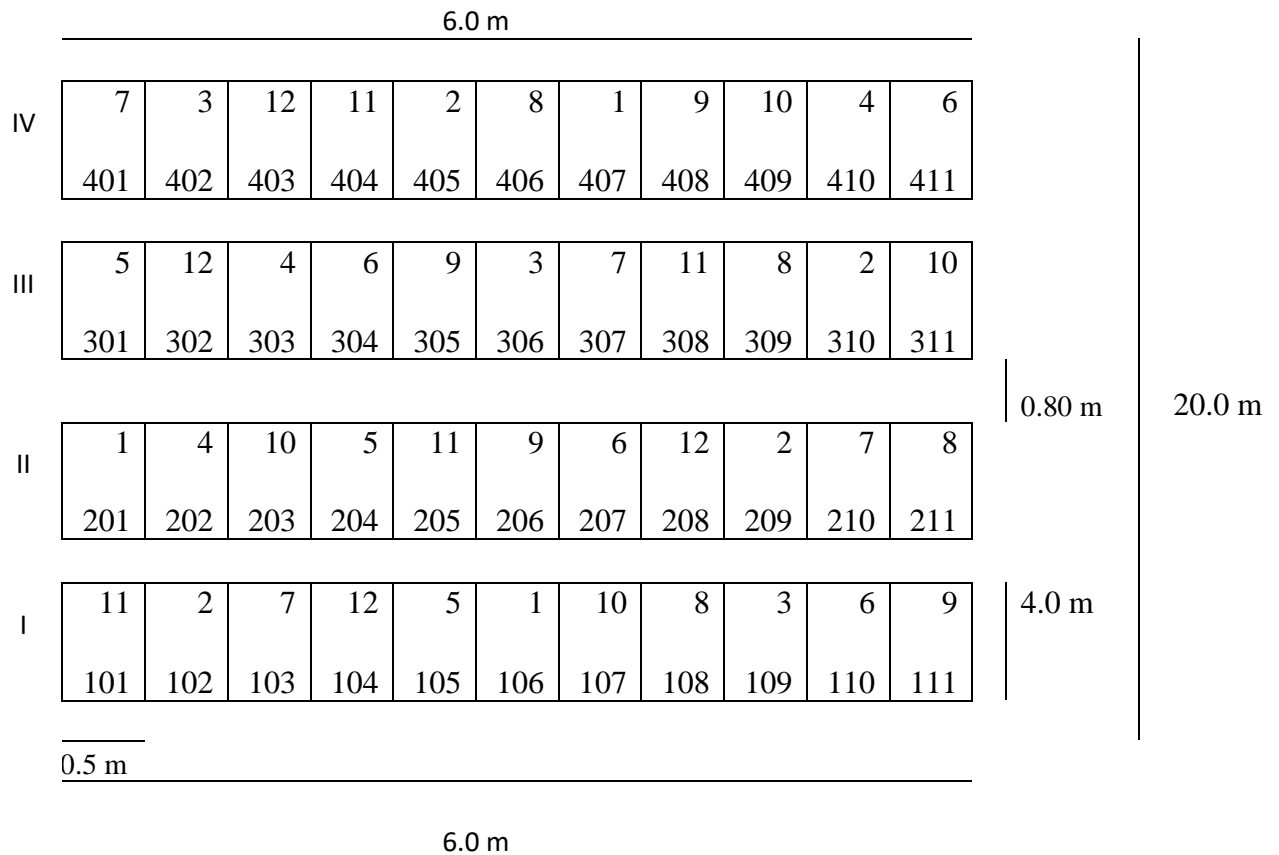 6.0 m
IV
7 3 12 11 2 8 1 9 10 4 6
401 402 403 404 405 406 407 408 409 410 411
III
5 12 4 6 9 3 7 11 8 2 10
301 302 303 304 305 306 307 308 309 310 311
0.80 m
20.0 m
II
1 4 10 5 11 9 6 12 2 7 8
201 202 203 204 205 206 207 208 209 210 211
I
11 2 7 12 5 1 10 8 3 6 9
4.0 m
101 102 103 104 105 106 107 108 109 110 111
0.5 m
6.0 m